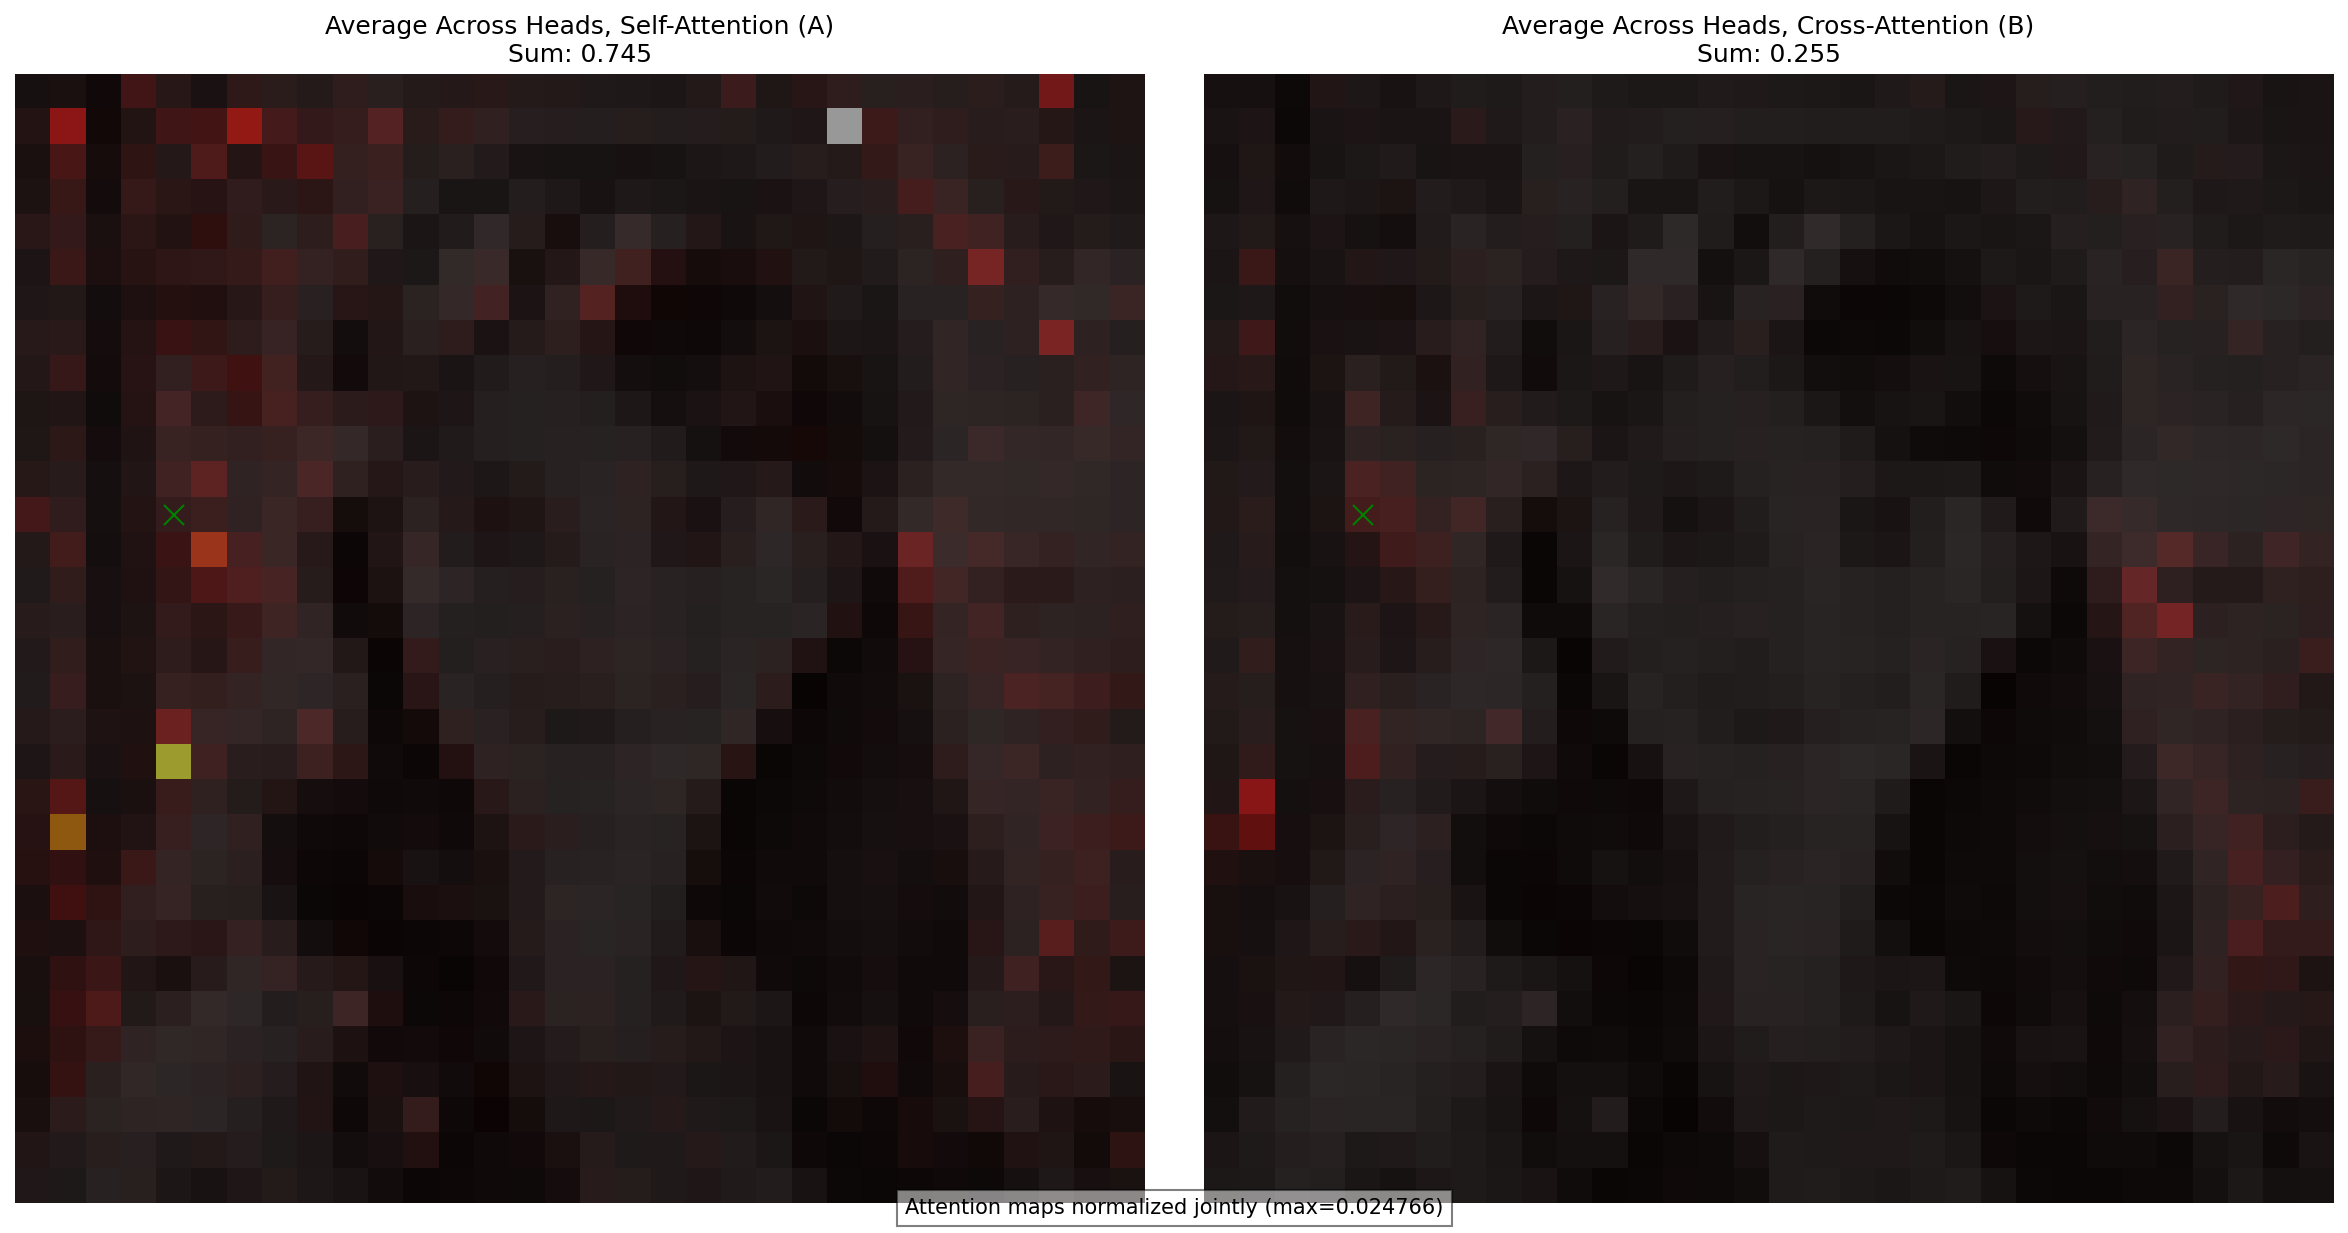 Average Across Heads, Self-Attention (A)
Sum: 0.745
Average Across Heads, Cross-Attention (B)
Sum: 0.255
Attention maps normalized jointly (max=0.024766)